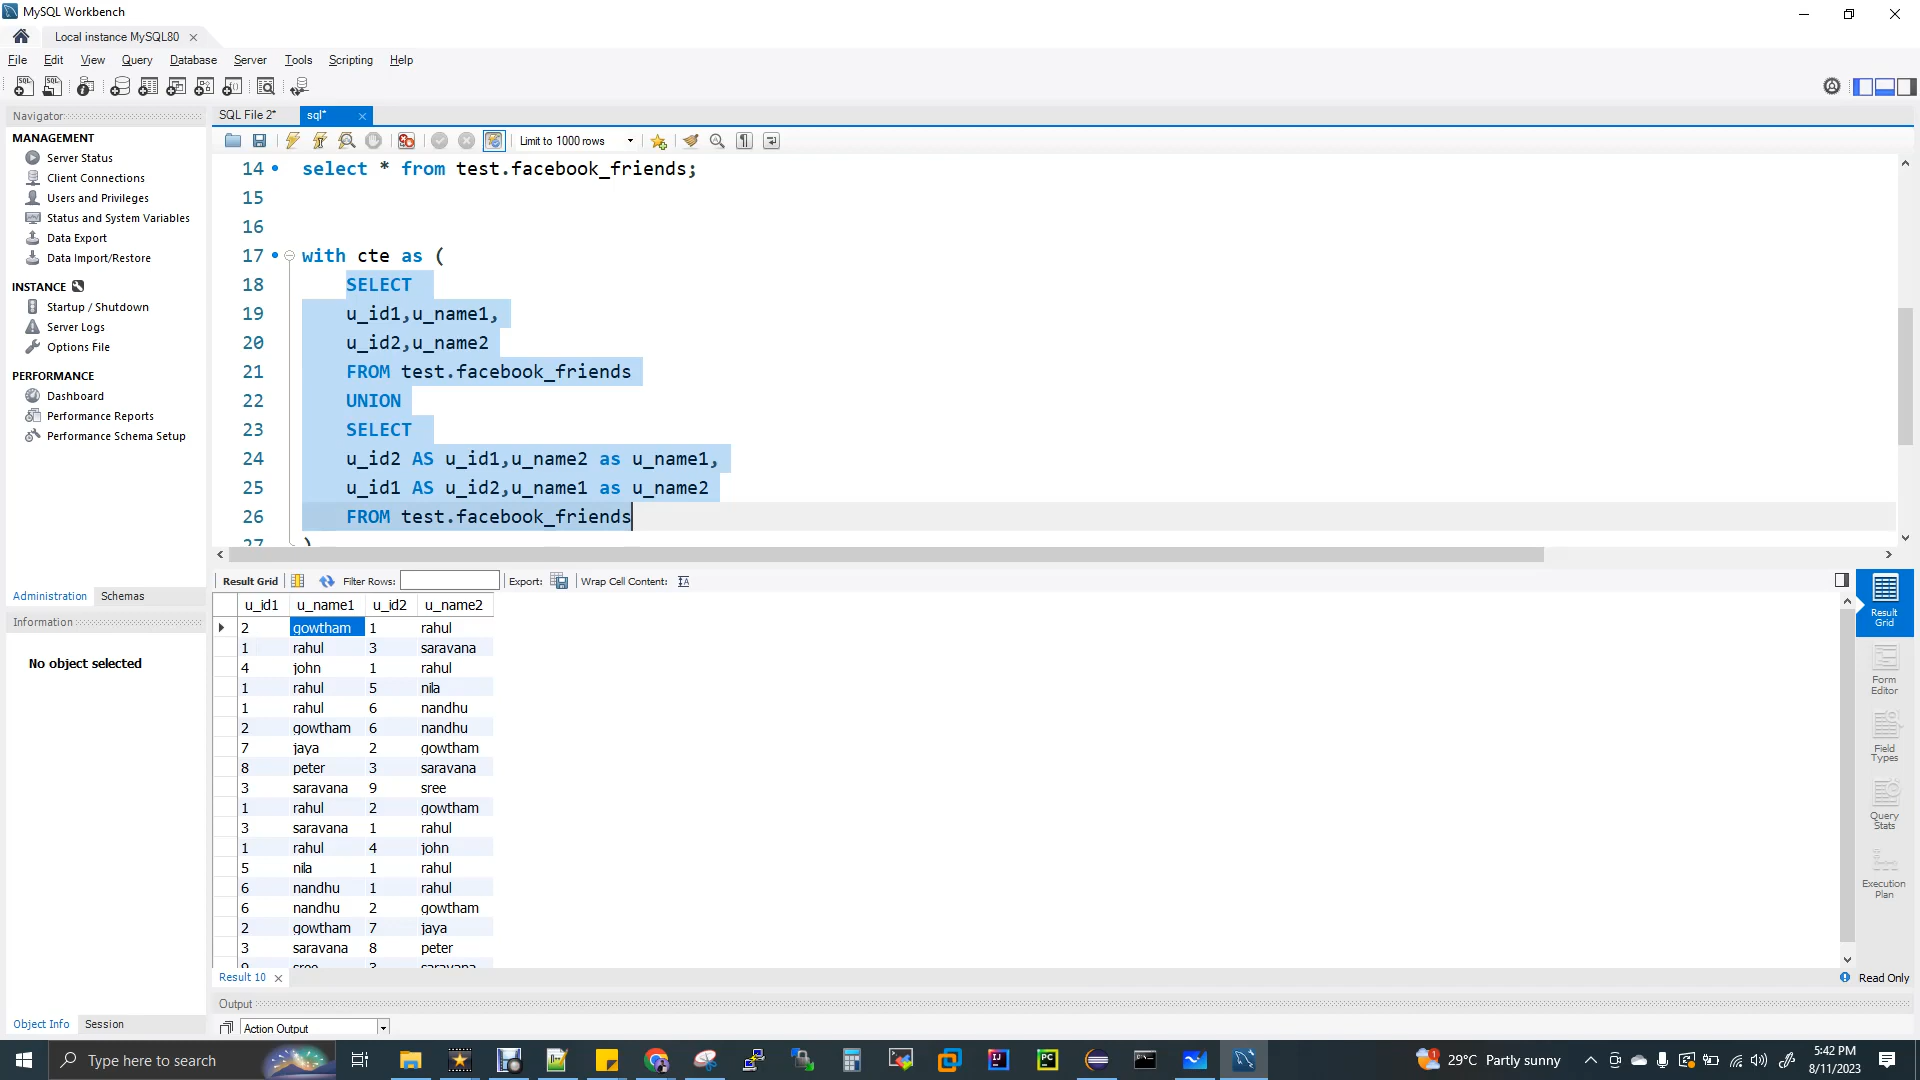 MySQL Workbench
Local instance MySQL80
File Edit View Query Database Server Tools Scripting Help
Navigator
SQL File 2* sql*
MANAGEMENT
Server Status
Client Connections
Users and Privileges
Status and System Variables
Data Export
Data Import/Restore
INSTANCE
Startup / Shutdown
Server Logs
Options File
PERFORMANCE
Dashboard
Performance Reports
Performance Schema Setup
Administration Schemas
Information
No object selected
Object Info Session
Limit to 1000 rows
14 select * from test.facebook_friends;
15
16
17 with cte as (
18 SELECT
19 u_id1,u_name1,
20 u_id2,u_name2
21 FROM test.facebook_friends
22 UNION
23 SELECT
24 u_id2 AS u_id1,u_name2 as u_name1,
25 u_id1 AS u_id2,u_name1 as u_name2
26 FROM test.facebook_friends
27 )
Result Grid Filter Rows: Export: Wrap Cell Content:
u_id1 u_name1 u_id2 u_name2
2 gowtham 1 rahul
1 rahul 3 saravana
4 john 1 rahul
1 rahul 5 nila
1 rahul 6 nandhu
2 gowtham 6 nandhu
7 jaya 2 gowtham
8 peter 3 saravana
3 saravana 9 sree
1 rahul 2 gowtham
3 saravana 1 rahul
1 rahul 4 john
5 nila 1 rahul
6 nandhu 1 rahul
6 nandhu 2 gowtham
2 gowtham 7 jaya
3 saravana 8 peter
9 sree 3 saravana
Result Grid
Form Editor
Field Types
Query Stats
Execution Plan
Result 10
Read Only
Output
Action Output
Type here to search
29°C Partly sunny
5:42 PM
8/11/2023